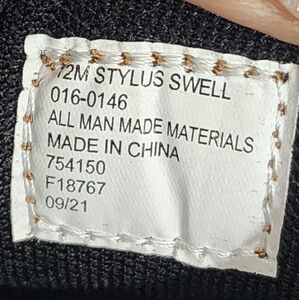 72M STYLUS SWELL
016-0146
ALL MAN MADE MATERIALS
MADE IN CHINA
754150
F18767
09/21